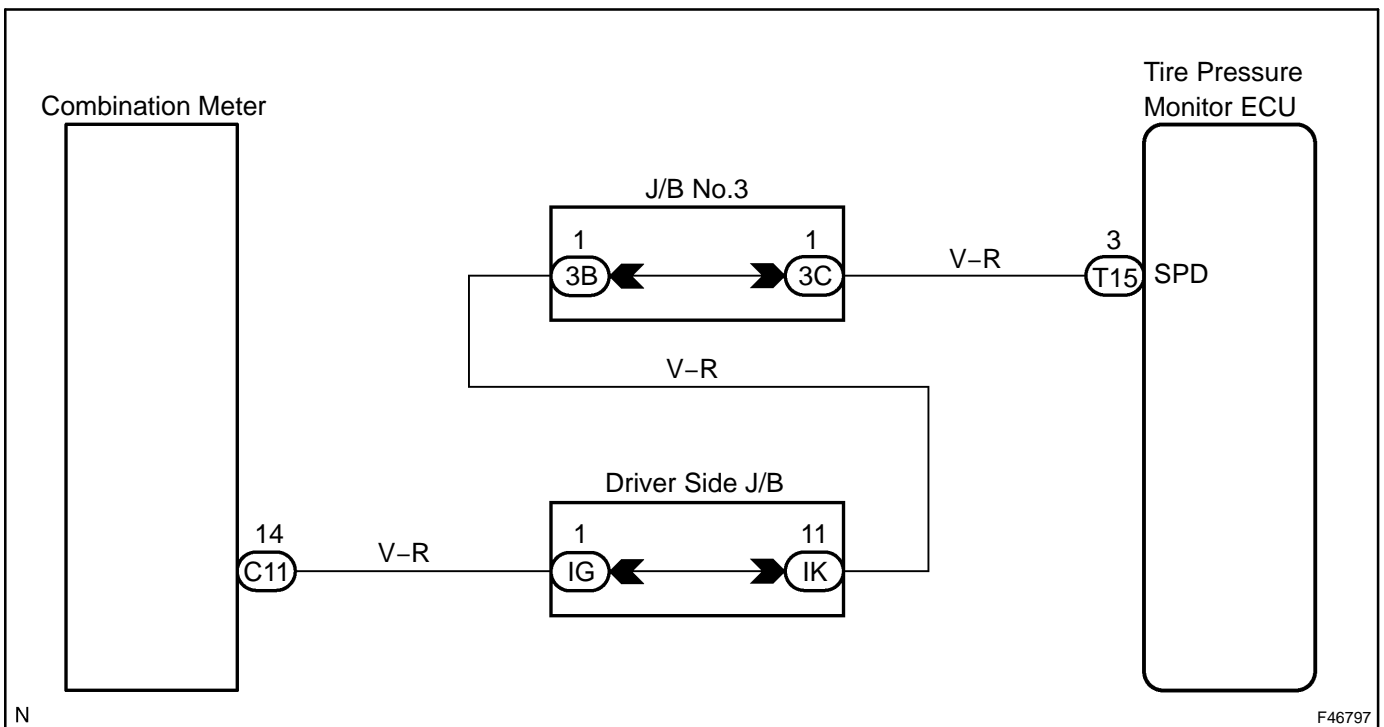 Tire Pressure
Monitor ECU
Combination Meter
J/B No.3
1 1
3B 3C
V−R
3
T15 SPD
V−R
Driver Side J/B
14
C11
V−R
1 11
IG IK
N
F46797